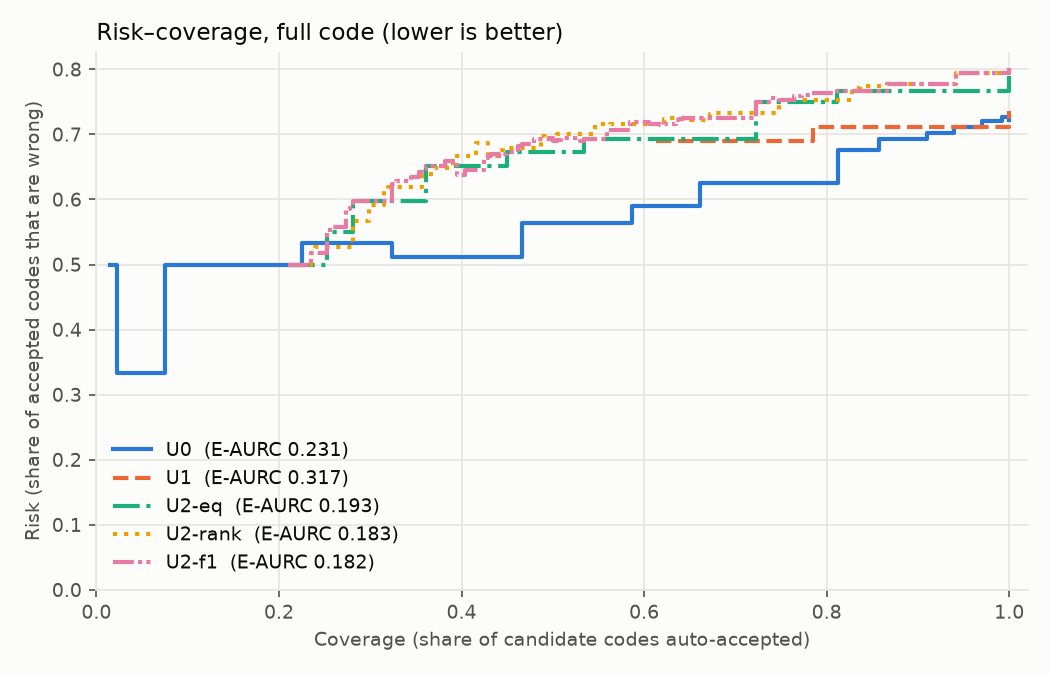 Risk–coverage, full code (lower is better)
Risk (share of accepted codes that are wrong)
0.8
0.7
0.6
0.5
0.4
0.3
0.2
0.1
0.0
U0 (E-AURC 0.231)
U1 (E-AURC 0.317)
U2-eq (E-AURC 0.193)
U2-rank (E-AURC 0.183)
U2-f1 (E-AURC 0.182)
0.0 0.2 0.4 0.6 0.8 1.0
Coverage (share of candidate codes auto-accepted)